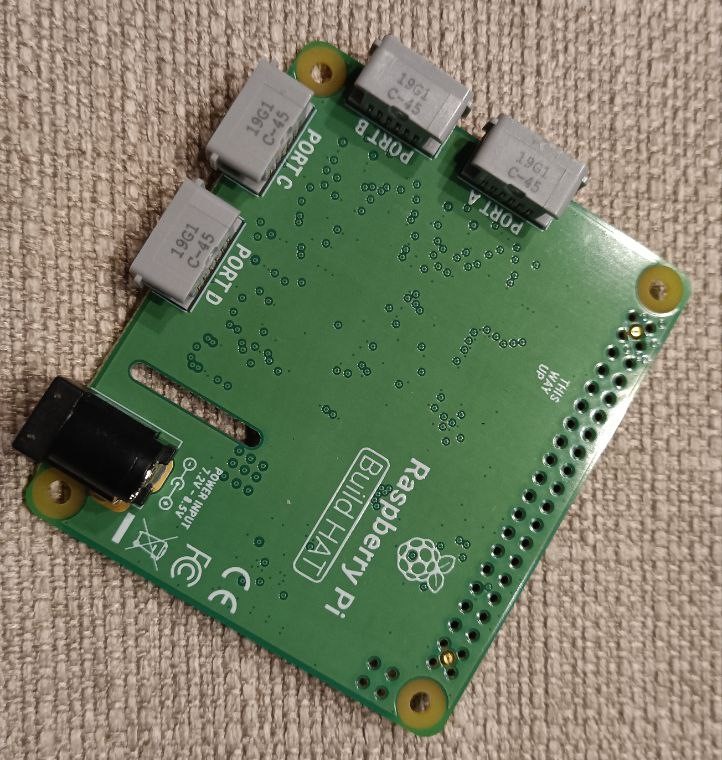 THIS
WAY
UP
19G1
C-45
PORT A
19G1
C-45
PORT B
Raspberry Pi
Build HAT
PORT C
19G1
C-45
PORT D
19G1
C-45
POWER INPUT
7.2V - 8.5V
CE
FC